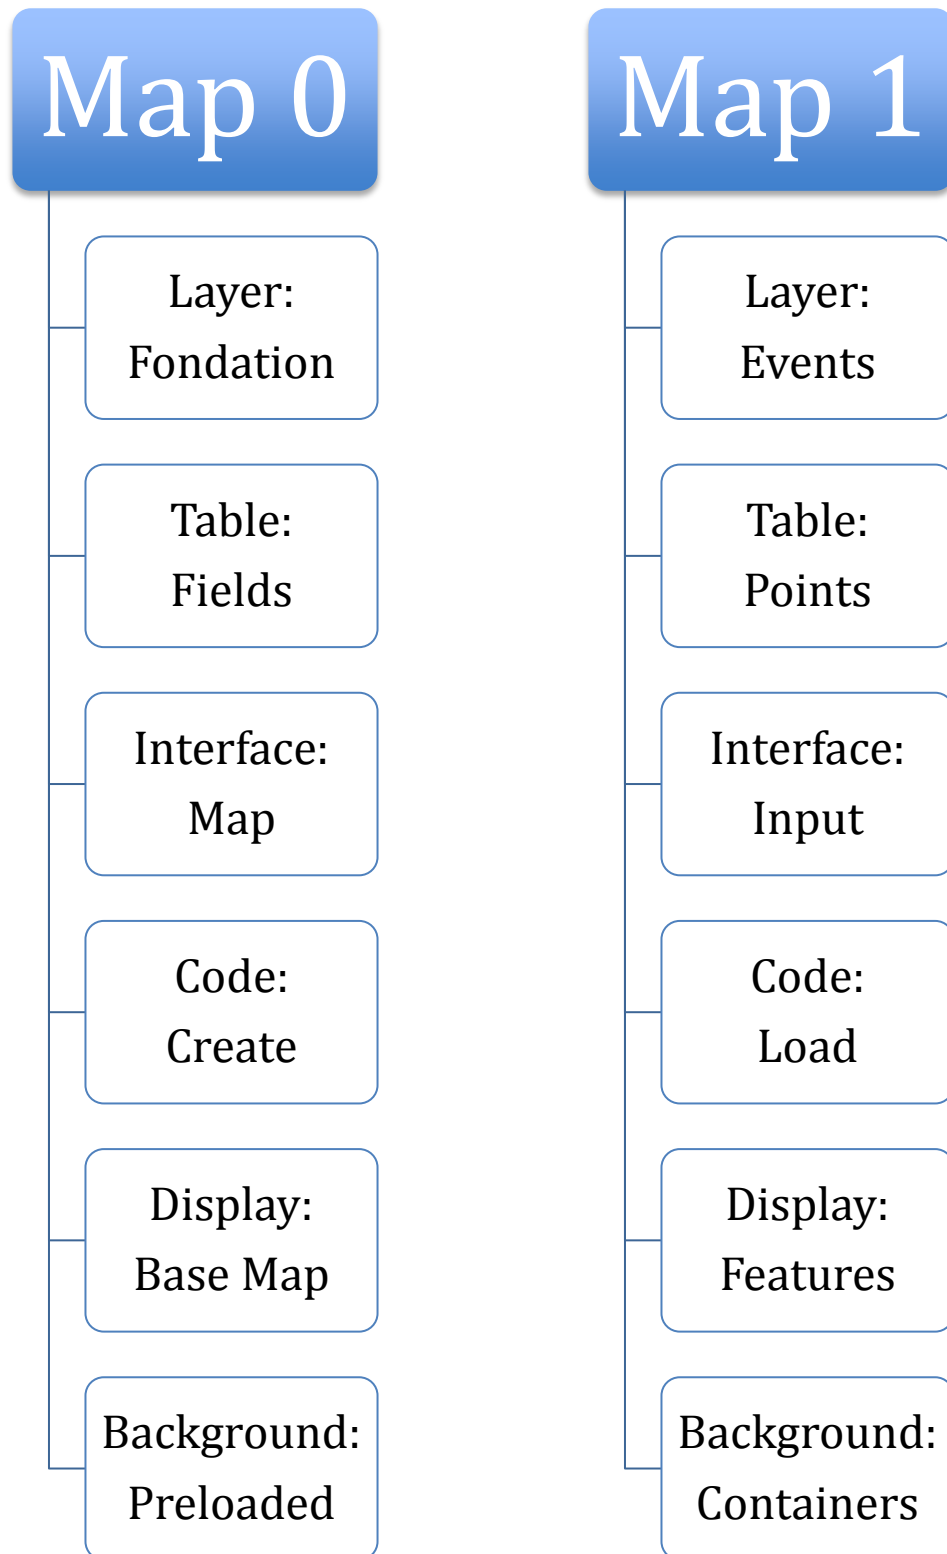 Map 0
Layer:
Fondation
Table:
Fields
Interface:
Map
Code:
Create
Display:
Base Map
Background:
Preloaded
Map 1
Layer:
Events
Table:
Points
Interface:
Input
Code:
Load
Display:
Features
Background:
Containers